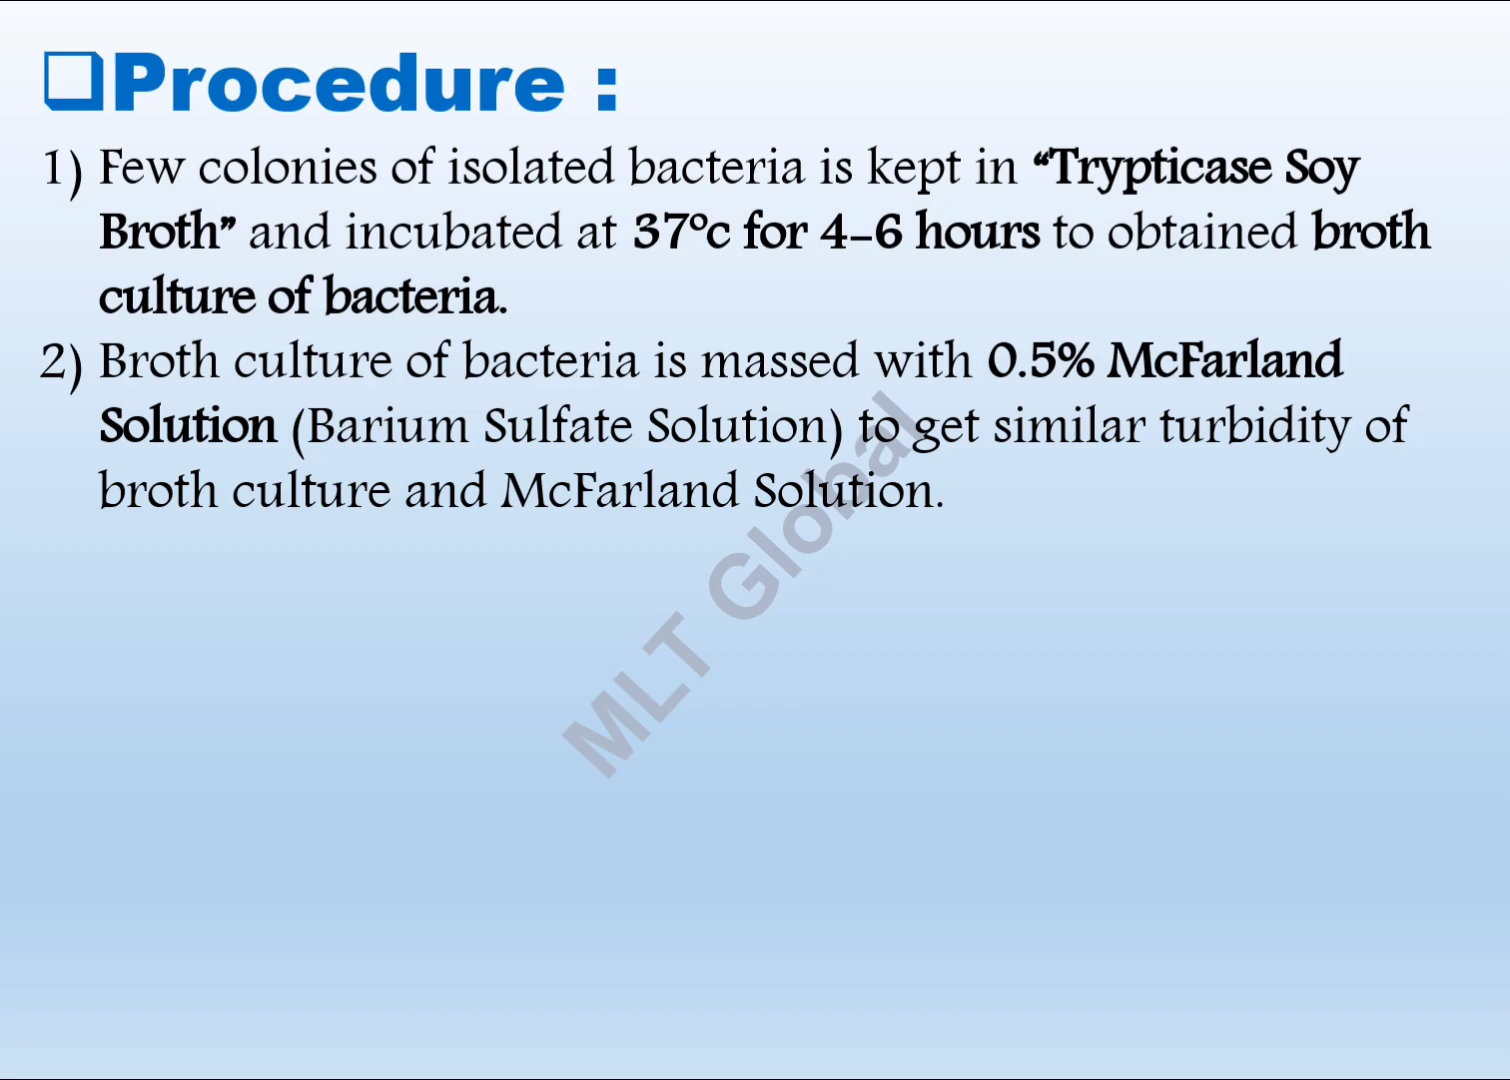 ❑Procedure :
1) Few colonies of isolated bacteria is kept in “Trypticase Soy
Broth” and incubated at 37°c for 4-6 hours to obtained broth
culture of bacteria.
2) Broth culture of bacteria is massed with 0.5% McFarland
Solution (Barium Sulfate Solution) to get similar turbidity of
broth culture and McFarland Solution.
MLT Global